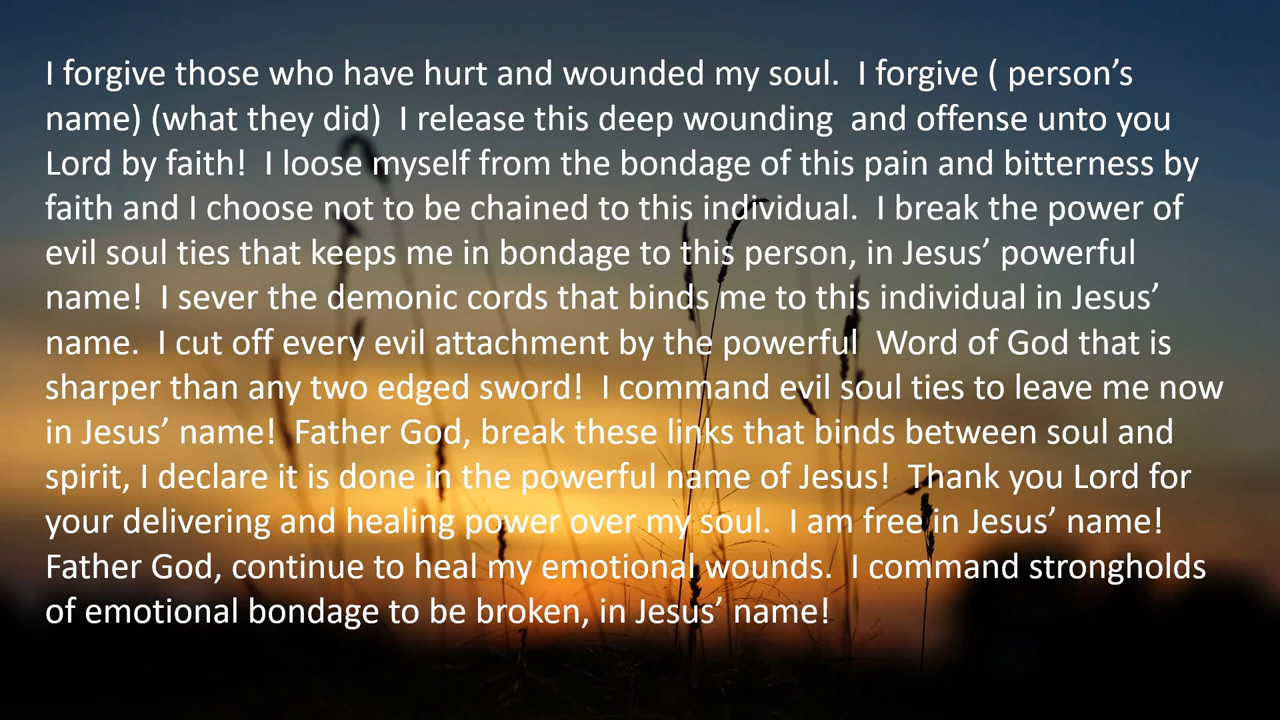 I forgive those who have hurt and wounded my soul.  I forgive ( person’s
name) (what they did)  I release this deep wounding  and offense unto you
Lord by faith!  I loose myself from the bondage of this pain and bitterness by
faith and I choose not to be chained to this individual.  I break the power of
evil soul ties that keeps me in bondage to this person, in Jesus’ powerful
name!  I sever the demonic cords that binds me to this individual in Jesus’
name.  I cut off every evil attachment by the powerful  Word of God that is
sharper than any two edged sword!  I command evil soul ties to leave me now
in Jesus’ name!  Father God, break these links that binds between soul and
spirit, I declare it is done in the powerful name of Jesus!  Thank you Lord for
your delivering and healing power over my soul.  I am free in Jesus’ name!
Father God, continue to heal my emotional wounds.  I command strongholds
of emotional bondage to be broken, in Jesus’ name!